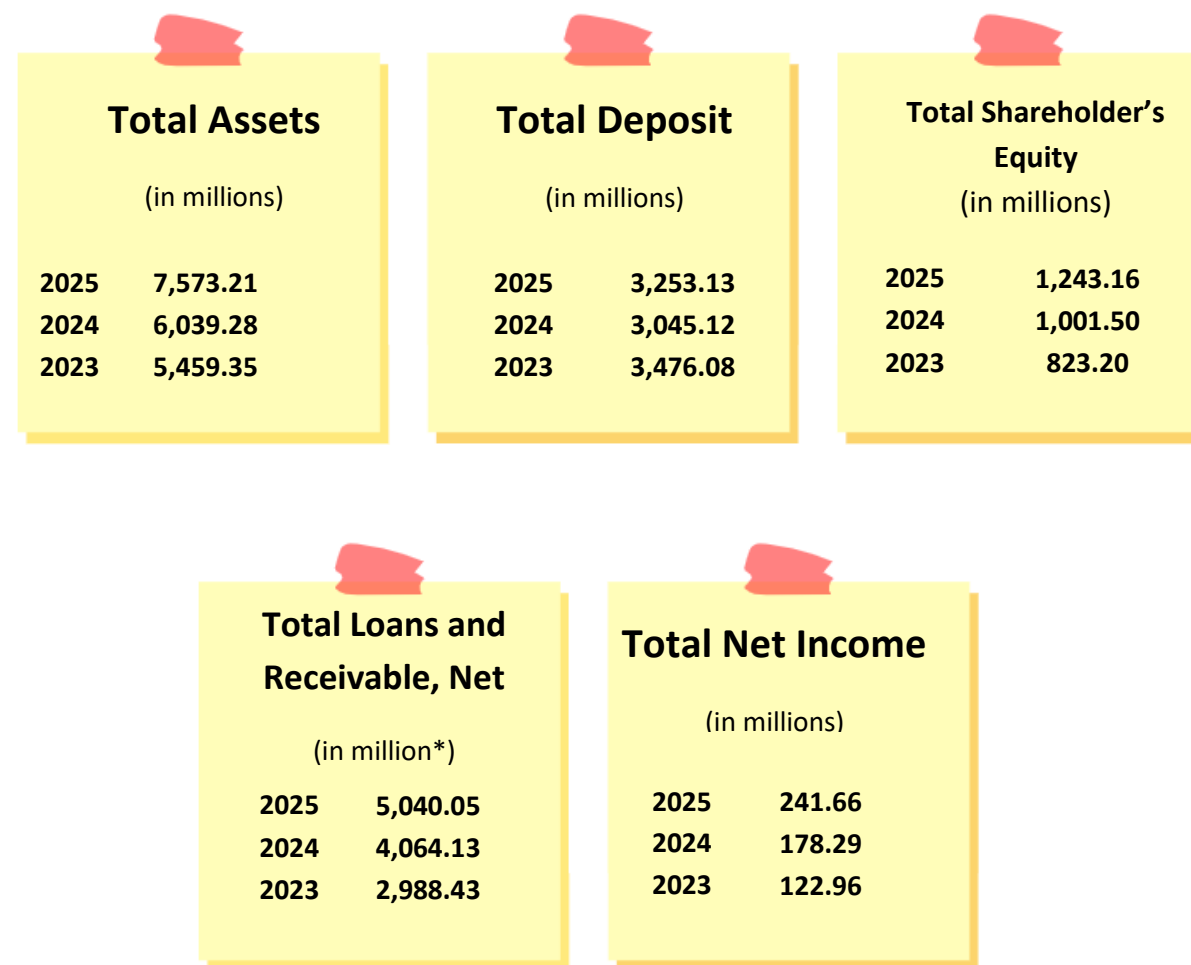 Total Assets
(in millions)
2025 7,573.21
2024 6,039.28
2023 5,459.35
Total Deposit
(in millions)
2025 3,253.13
2024 3,045.12
2023 3,476.08
Total Shareholder’s
Equity
(in millions)
2025 1,243.16
2024 1,001.50
2023 823.20
Total Loans and
Receivable, Net
(in million*)
2025 5,040.05
2024 4,064.13
2023 2,988.43
Total Net Income
(in millions)
2025 241.66
2024 178.29
2023 122.96